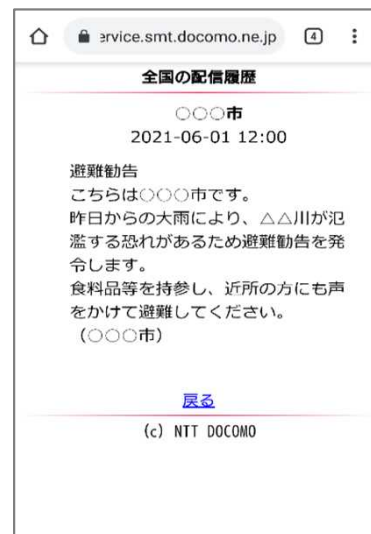 ervice.smt.docomo.ne.jp 4
全国の配信履歴
○○○市
2021-06-01 12:00
避難勧告
こちらは○○○市です。
昨日からの大雨により、△△川が氾
濫する恐れがあるため避難勧告を発
令します。
食料品等を持参し、近所の方にも声
をかけて避難してください。
（○○○市）
戻る
(c) NTT DOCOMO